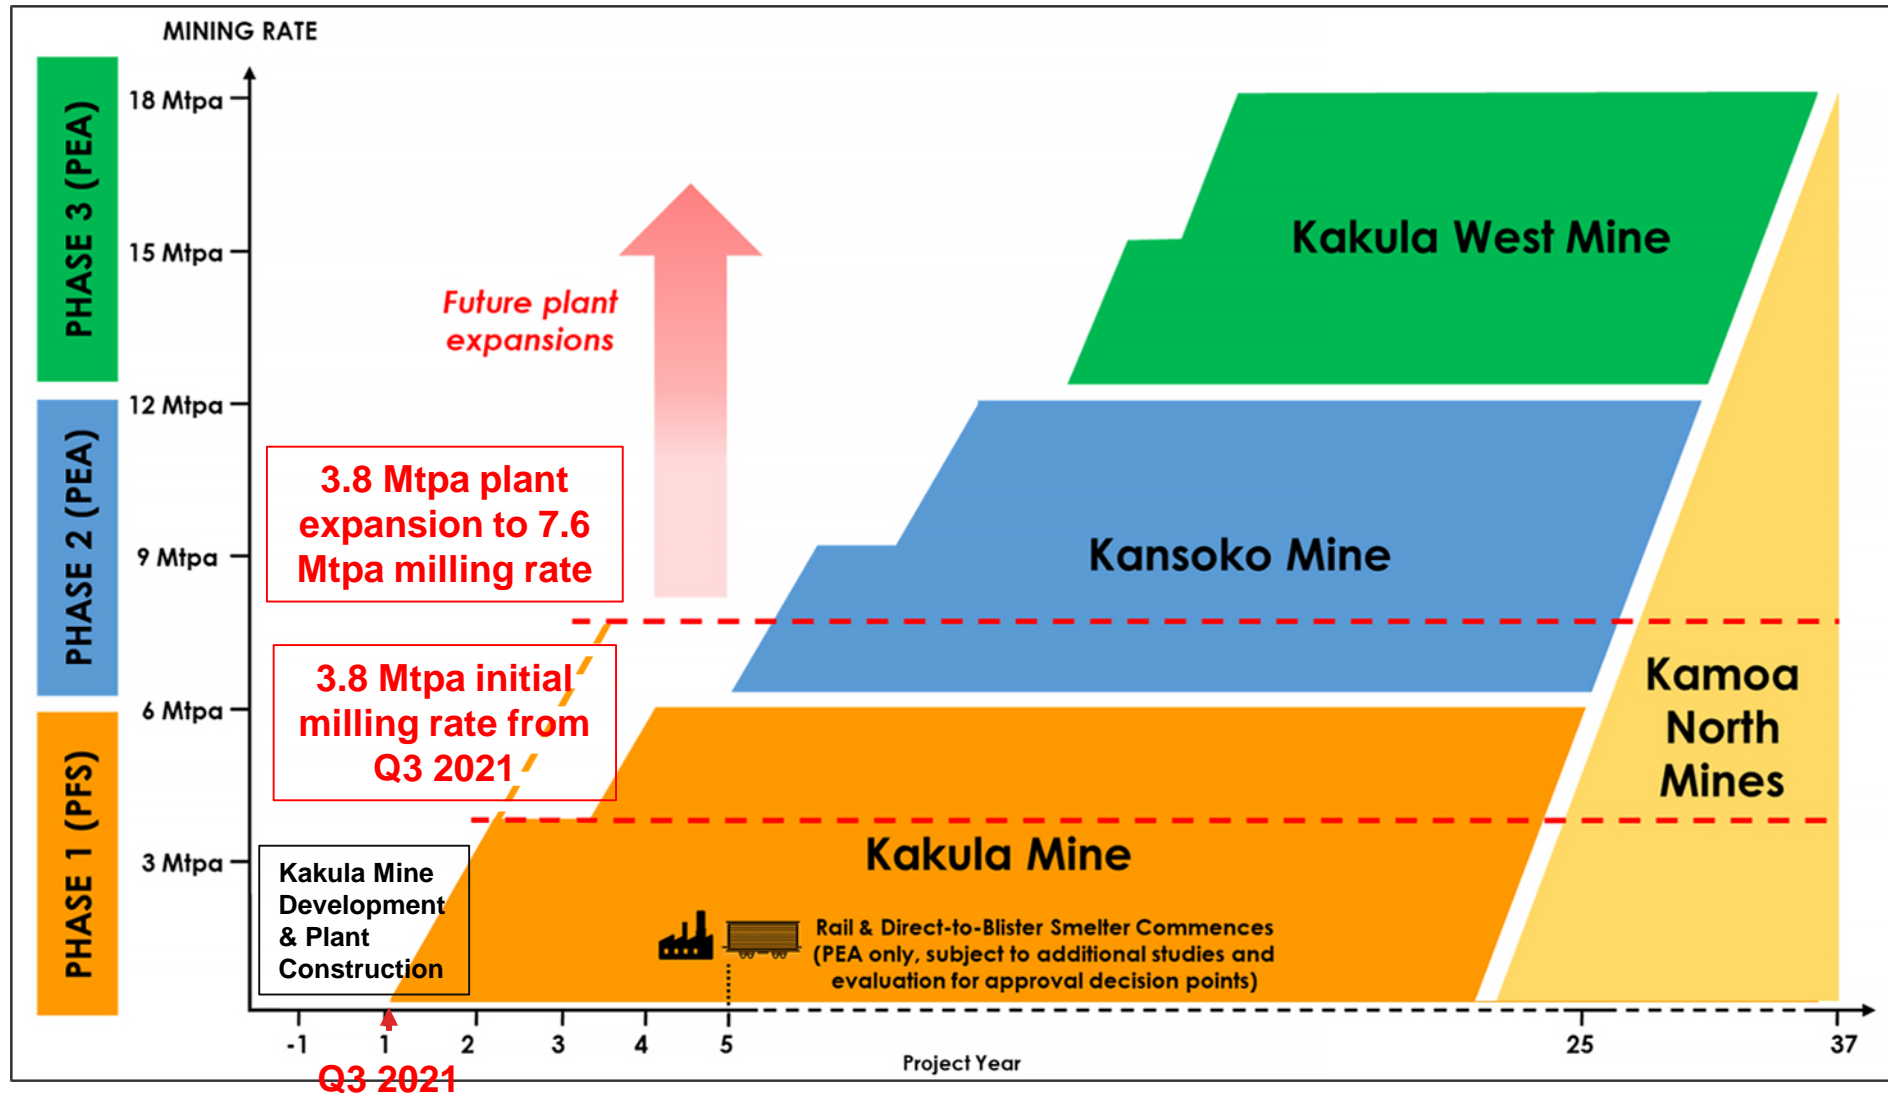 MINING RATE
PHASE 3 (PEA)
PHASE 2 (PEA)
PHASE 1 (PFS)
18 Mtpa
15 Mtpa
12 Mtpa
9 Mtpa
6 Mtpa
3 Mtpa
Future plant
expansions
3.8 Mtpa plant
expansion to 7.6
Mtpa milling rate
3.8 Mtpa initial
milling rate from
Q3 2021
Kakula Mine
Development
& Plant
Construction
Kakula West Mine
Kansoko Mine
Kakula Mine
Kamoa
North
Mines
Rail & Direct-to-Blister Smelter Commences
(PEA only, subject to additional studies and
evaluation for approval decision points)
-1 1 2 3 4 5 25 37
Project Year
Q3 2021